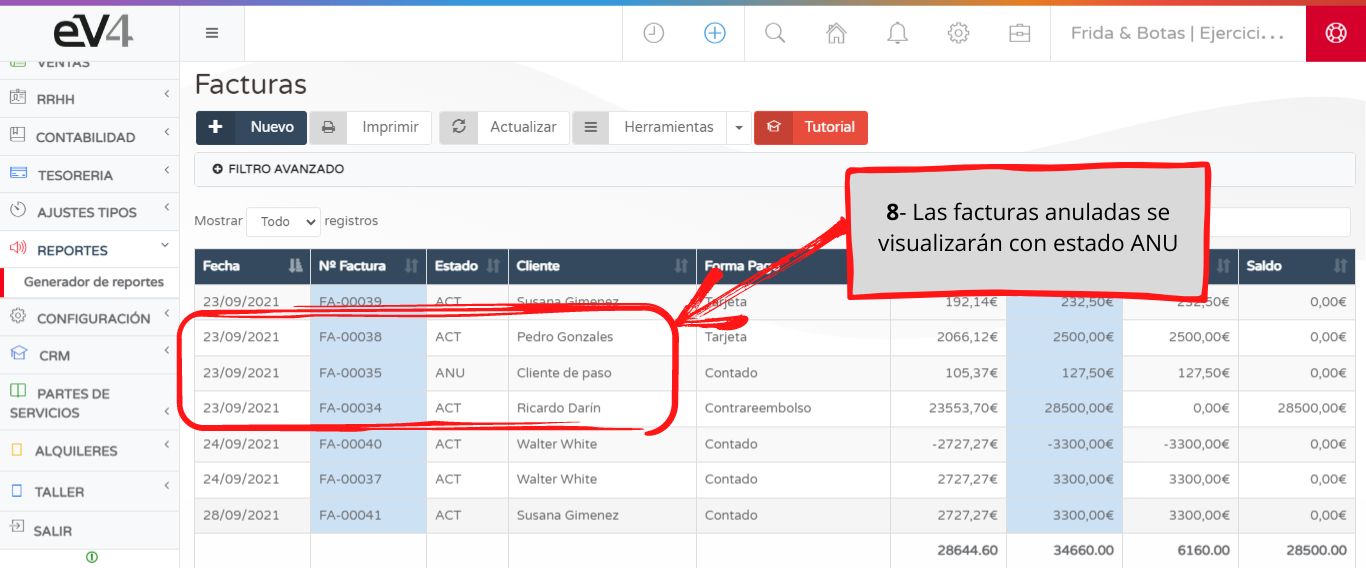 eV4
Frida & Botas | Ejercici...
VENTAS
RRHH
CONTABILIDAD
TESORERIA
AJUSTES TIPOS
REPORTES
Generador de reportes
CONFIGURACIÓN
CRM
PARTES DE
SERVICIOS
ALQUILERES
TALLER
SALIR
Facturas
Nuevo Imprimir Actualizar Herramientas Tutorial
FILTRO AVANZADO
8- Las facturas anuladas se
visualizarán con estado ANU
Mostrar Todo registros
Fecha Nº Factura Estado Cliente Forma Pago Saldo
23/09/2021 FA-00039 ACT Susana Gimenez Tarjeta 192,14€ 232,50€ 232,50€ 0,00€
23/09/2021 FA-00038 ACT Pedro Gonzales Tarjeta 2066,12€ 2500,00€ 2500,00€ 0,00€
23/09/2021 FA-00035 ANU Cliente de paso Contado 105,37€ 127,50€ 127,50€ 0,00€
23/09/2021 FA-00034 ACT Ricardo Darín Contrareembolso 23553,70€ 28500,00€ 0,00€ 28500,00€
24/09/2021 FA-00040 ACT Walter White Contado -2727,27€ -3300,00€ -3300,00€ 0,00€
24/09/2021 FA-00037 ACT Walter White Contado 2727,27€ 3300,00€ 3300,00€ 0,00€
28/09/2021 FA-00041 ACT Susana Gimenez Contado 2727,27€ 3300,00€ 3300,00€ 0,00€
28644.60 34660.00 6160.00 28500.00